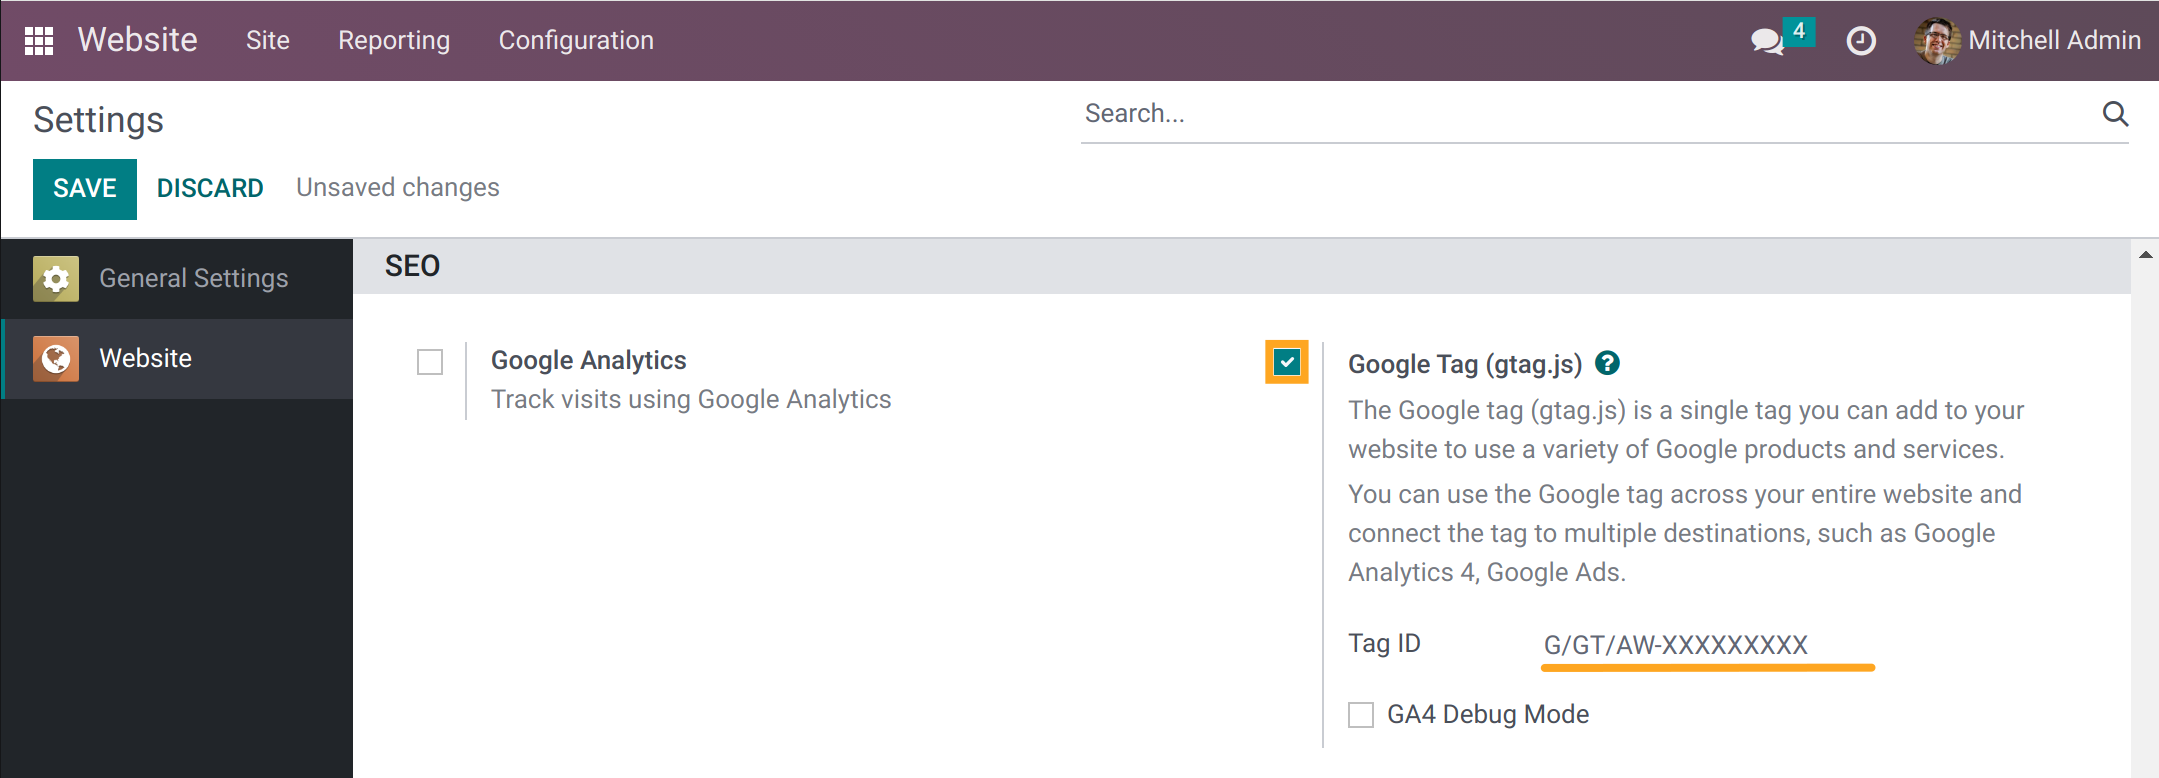 Website Site Reporting Configuration 4 Mitchell Admin
Settings Search...
SAVE DISCARD Unsaved changes
General Settings
Website
SEO
Google Analytics
Track visits using Google Analytics
Google Tag (gtag.js) ?
The Google tag (gtag.js) is a single tag you can add to your
website to use a variety of Google products and services.
You can use the Google tag across your entire website and
connect the tag to multiple destinations, such as Google
Analytics 4, Google Ads.
Tag ID G/GT/AW-XXXXXXXXX
GA4 Debug Mode